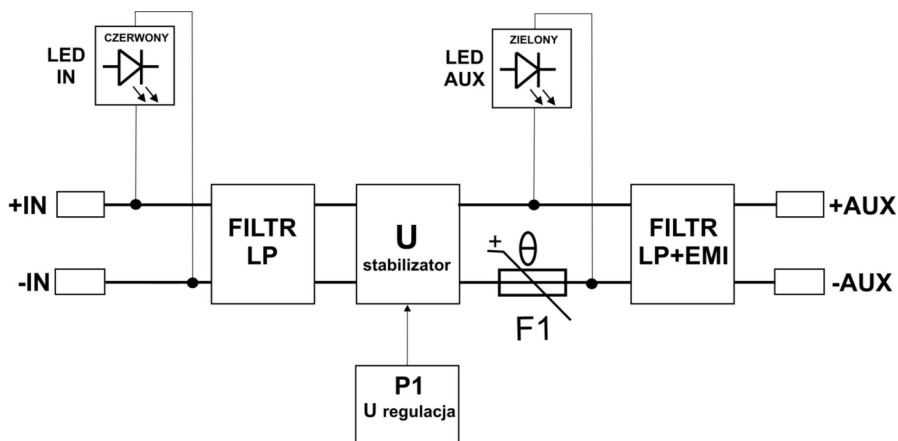 CZERWONY
LED
IN
ZIELONY
LED
AUX
+IN
FILTR
LP
U
stabilizator
+
θ
F1
FILTR
LP+EMI
+AUX
-IN
-AUX
P1
U regulacja